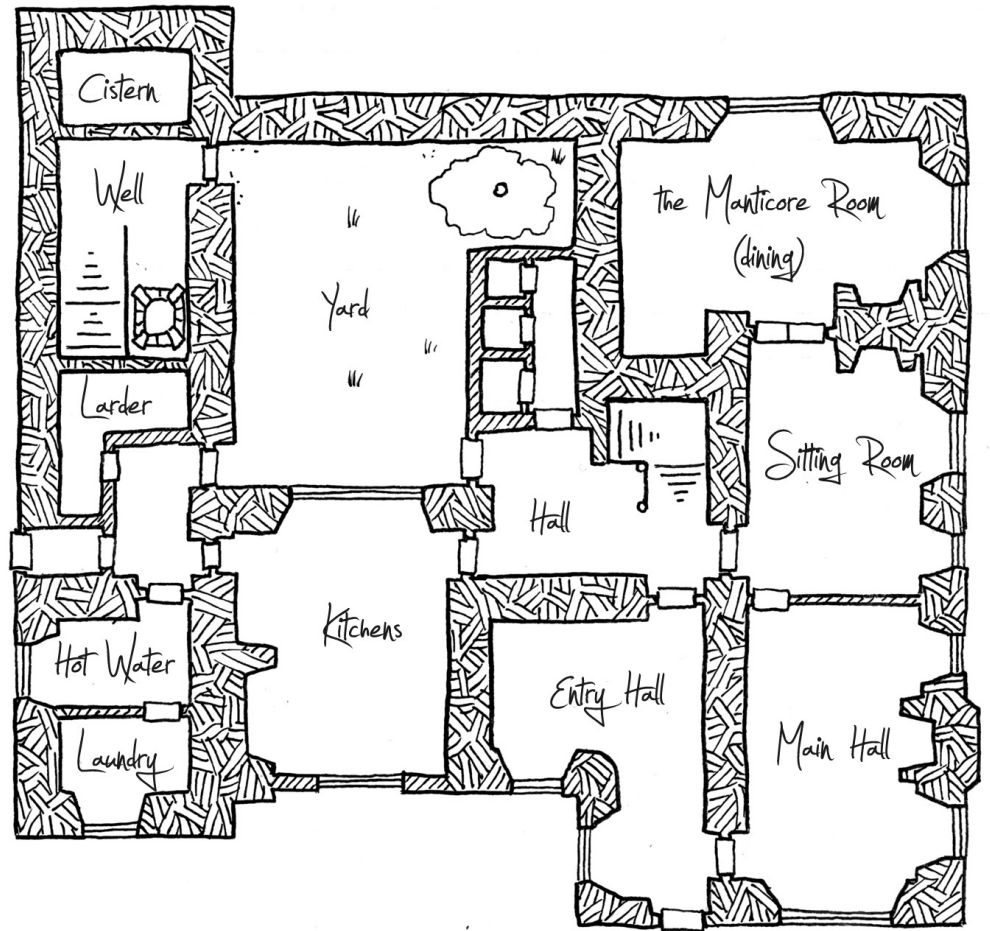 Cistern
Well
the Manticore Room
(dining)
Yard
Larder
Sitting Room
Hall
Kitchens
Hot Water
Entry Hall
Main Hall
Laundry